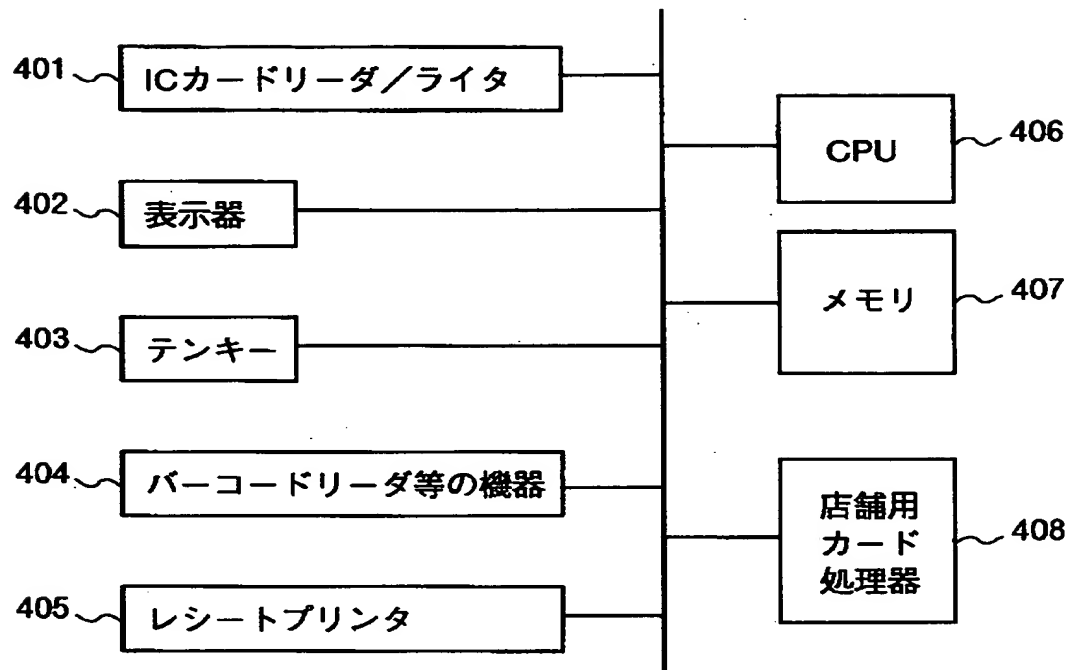 401 ICカードリーダ／ライタ
402 表示器
403 テンキー
404 バーコードリーダ等の機器
405 レシートプリンタ
CPU 406
メモリ 407
店舗用
カード 408
処理器